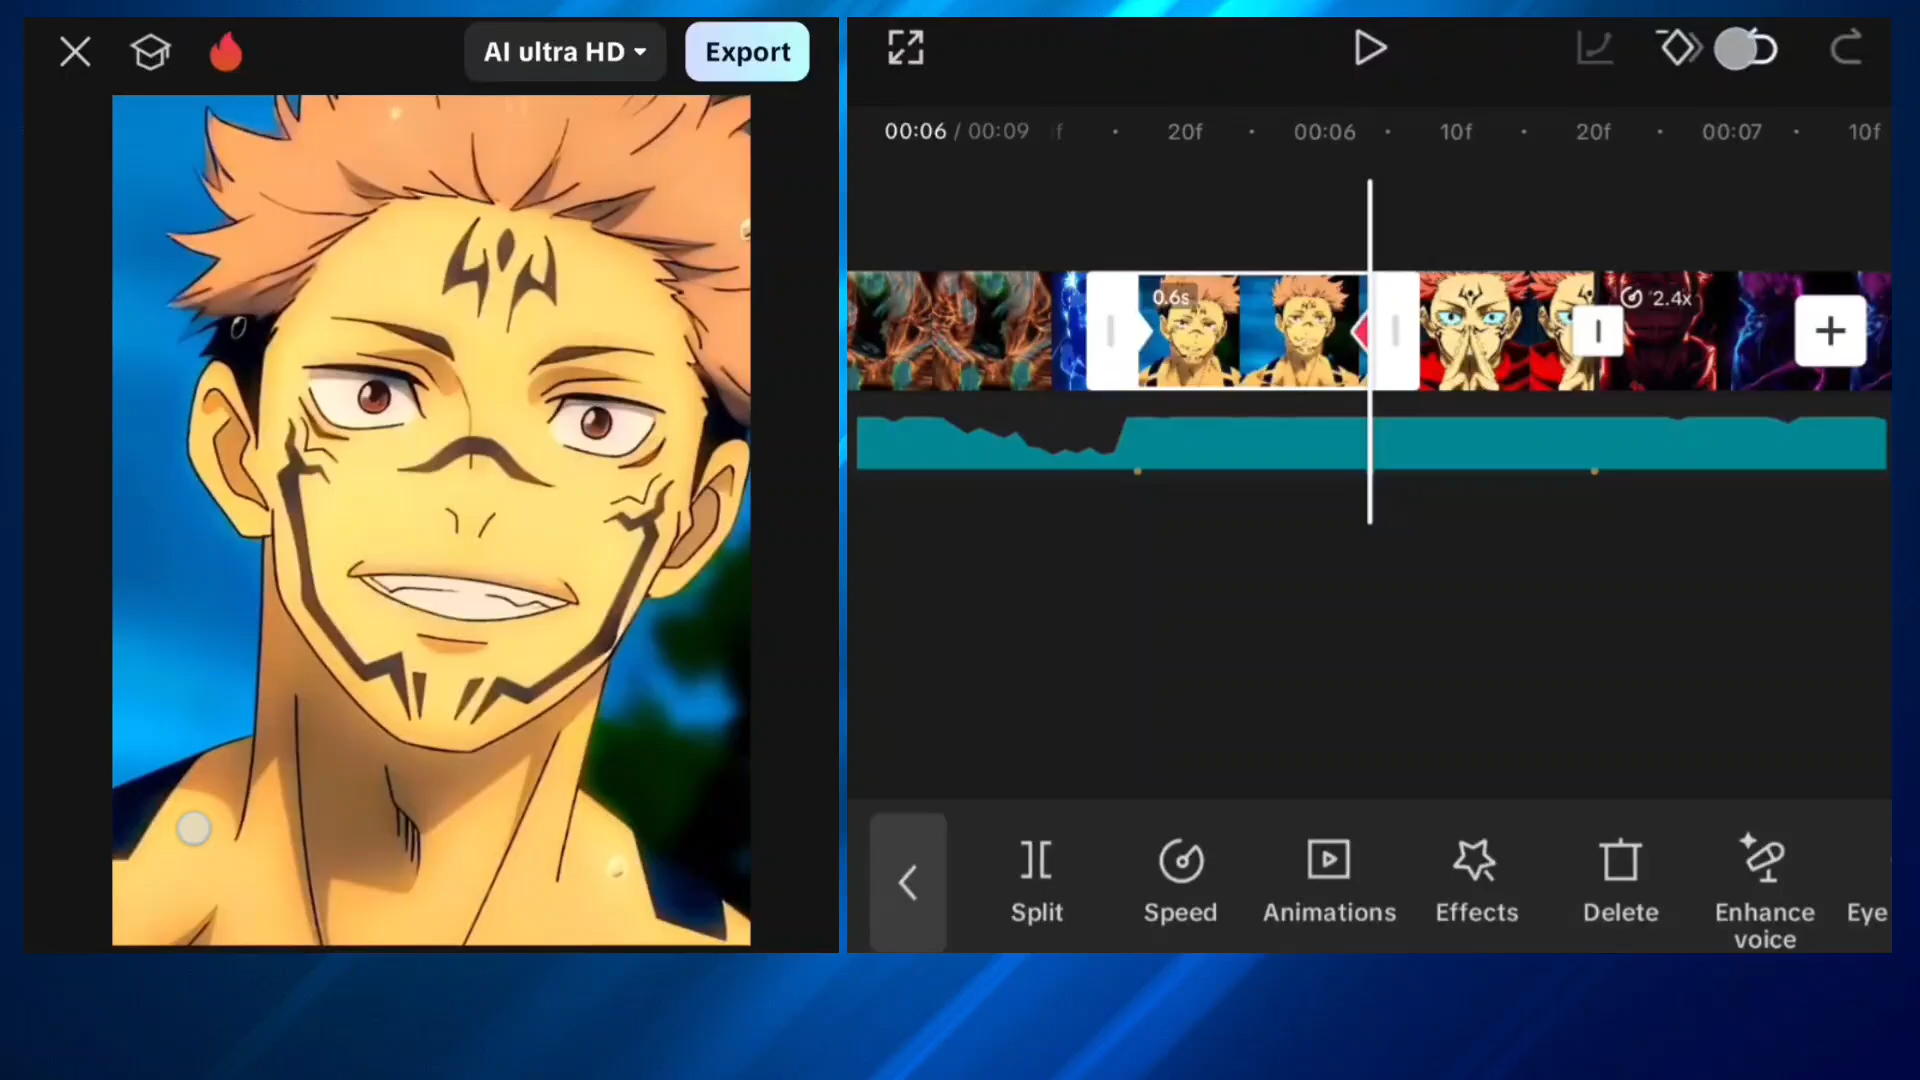 AI ultra HD
Export
00:06 / 00:09
f
20f
00:06
10f
20f
00:07
10f
0.6s
2.4x
Split
Speed
Animations
Effects
Delete
Enhance
voice
Eye